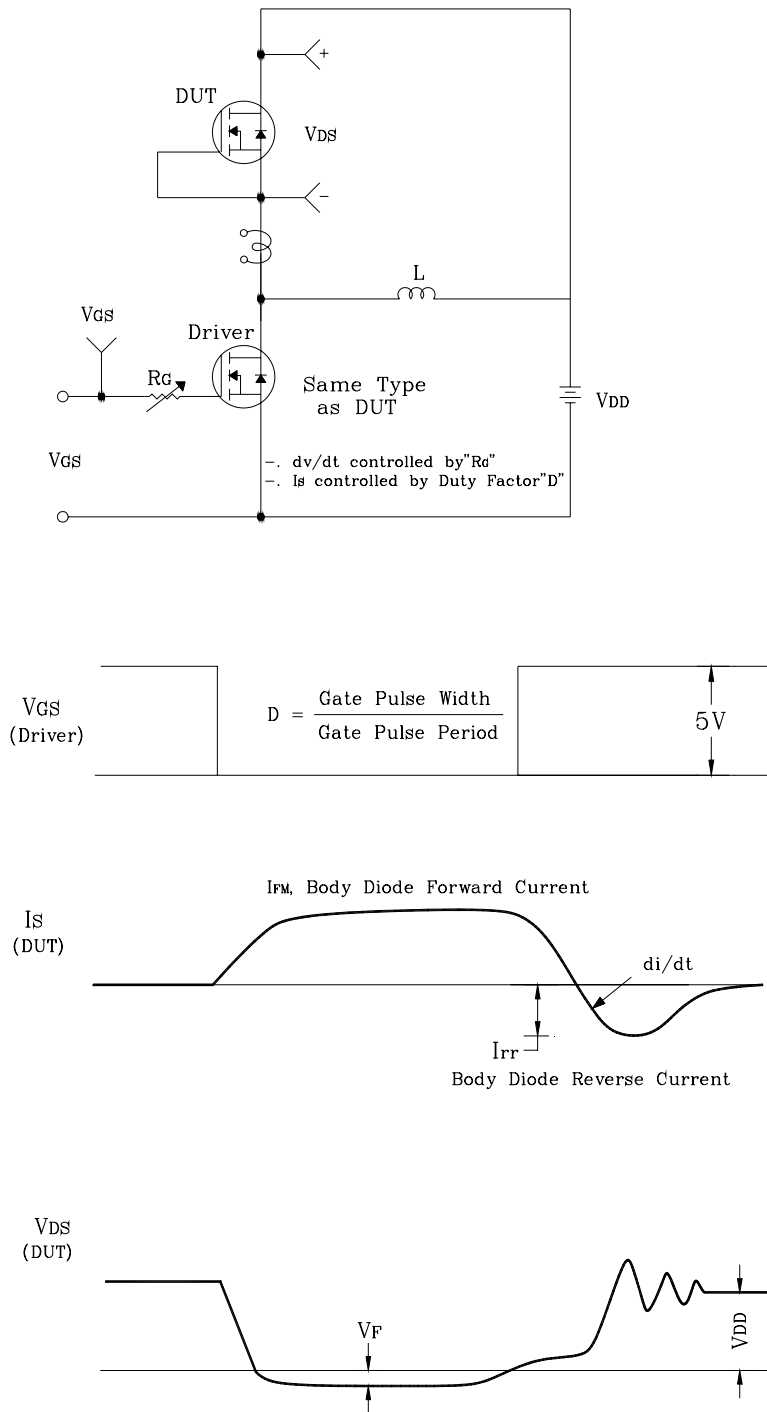 +
DUT
VDS
−
L
VGS
Driver
RG
Same Type
as DUT
VDD
VGS
−. dv/dt controlled by"RG"
−. IS controlled by Duty Factor"D"
VGS
(Driver)
D = Gate Pulse Width
Gate Pulse Period
5V
IFM, Body Diode Forward Current
IS
(DUT)
di/dt
Irr
Body Diode Reverse Current
VDS
(DUT)
VF
VDD